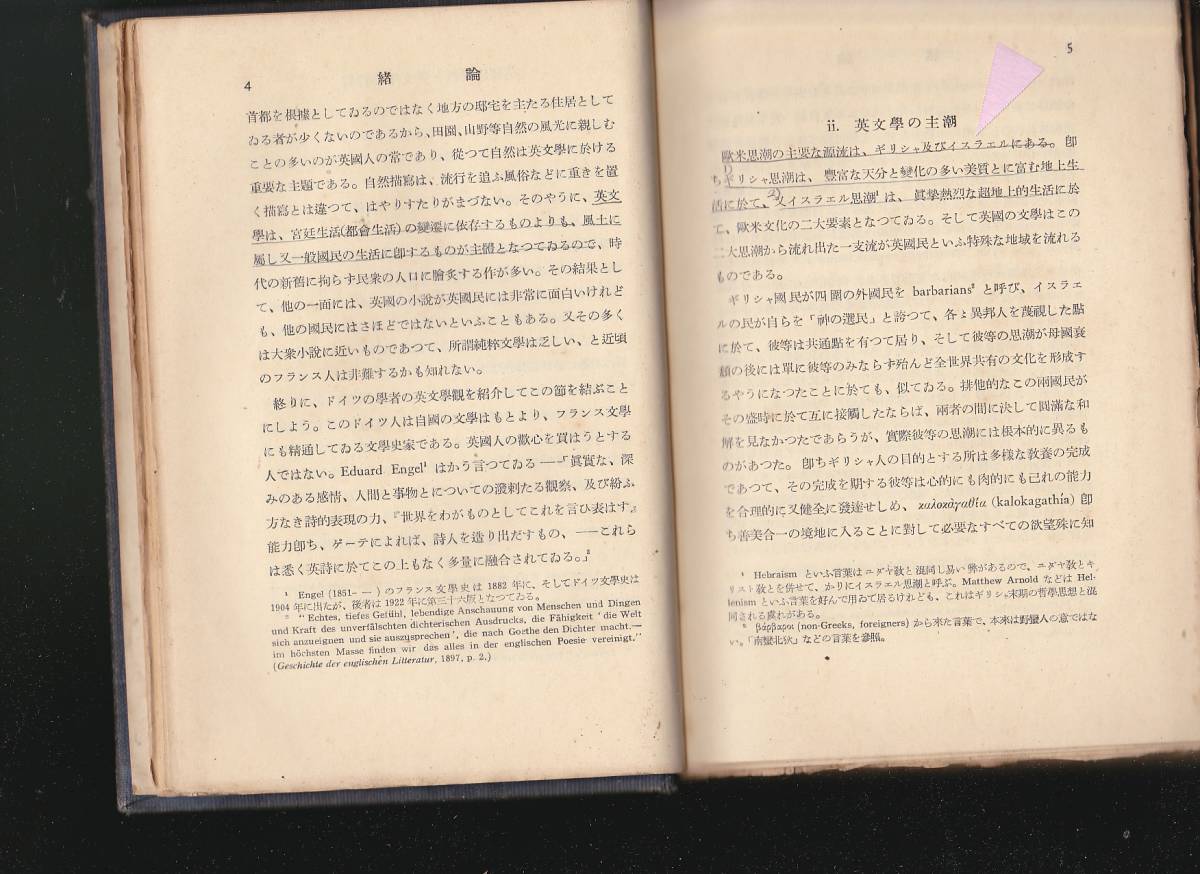 4
緒論
首都を根據としてゐるのではなく地方の邸宅を主たる住居として
ゐる者が少くないのであるから、田園、山野等自然の風光に親しむ
ことの多いのが英國人の常であり、從つて自然は英文學に於ける
重要な主題である。自然描寫は、流行を追ふ風俗などに重きを置
く描寫とは違つて、はやりすたりがまづない。そのやうに、英文
學は、宮廷生活(都會生活)の變遷に依存するものよりも、風土に
屬し又一般國民の生活に卽するものが主體となつてゐるので、時
代の新舊に拘らず民衆の人口に膾炙する作が多い。その結果とし
て、他の一面には、英國の小說が英國民には非常に面白いけれど
も、他の國民にはさほどではないといふこともある。又その多く
は大衆小說に近いものであつて、所謂純粹文學は乏しい、と近頃
のフランス人は非難するかも知れない。
終りに、ドイツの學者の英文學觀を紹介してこの節を結ぶこと
にしよう。このドイツ人は自國の文學はもとより、フランス文學
にも精通してゐる文學史家である。英國人の歡心を買はうとする
人ではない。Eduard Engel¹ はかう言つてゐる——「眞實な、深
みのある感情、人間と事物とについての潑剌たる觀察、及び紛ふ
方なき詩的表現の力、『世界をわがものとしてこれを言ひ表はす』
能力卽ち、ゲーテによれば、詩人を造り出だすもの、——これら
は悉く英詩に於てこの上もなく多量に融合されてゐる。」²
¹ Engel (1851- —) のフランス文學史は 1882 年に、そしてドイツ文學史は
1904 年に出たが、後者は 1922 年に第三十六版となつてゐる。
² "Echtes, tiefes Gefühl, lebendige Anschauung von Menschen und Dingen
und Kraft des unverfälschten dichterischen Ausdrucks, die Fähigkeit 'die Welt
sich anzueignen und sie auszusprechen', die nach Goethe den Dichter macht.—
im höchsten Masse finden wir das alles in der englischen Poesie vereinigt."
(Geschichte der englischen Litteratur, 1897, p. 2.)
5
ii. 英文學の主潮
歐米思潮の主要な源流は、ギリシャ及びイスラエルにある。卽
1)
ちギリシャ思潮は、豐富な天分と變化の多い美質とに富む地上生
2)
活に於て、又イスラエル思潮¹は、眞摯熱烈な超地上的生活に於
て、歐米文化の二大要素となつてゐる。そして英國の文學はこの
二大思潮から流れ出た一支流が英國民といふ特殊な地域を流れる
ものである。
ギリシャ國民が四圍の外國民を barbarians² と呼び、イスラエ
ルの民が自らを「神の選民」と誇つて、各〻異邦人を蔑視した點
に於て、彼等は共通點を有つて居り、そして彼等の思潮が母國衰
頽の後には單に彼等のみならず殆んど全世界共有の文化を形成す
るやうになつたことに於ても、似てゐる。排他的なこの兩國民が
その盛時に於て互に接觸したならば、兩者の間に決して圓滿な和
解を見なかつたであらうが、實際彼等の思潮には根本的に異るも
のがあつた。卽ちギリシャ人の目的とする所は多樣な敎養の完成
であつて、その完成を期する彼等は心的にも肉的にも己れの能力
を合理的に又健全に發達せしめ、καλοκἀγαθία (kalokagathia) 卽
ち善美合一の境地に入ることに對して必要なすべての欲望殊に知
¹ Hebraism といふ言葉はユダヤ敎と混同し易い弊があるので、ユダヤ敎とキ
リスト敎とを併せて、かりにイスラエル思潮と呼ぶ。Matthew Arnold などは Hel-
lenism といふ言葉を好んで用ゐて居るけれども、これはギリシャ末期の哲學思想と混
同される虞れがある。
² βάρβαροι (non-Greeks, foreigners) から來た言葉で、本來は野蠻人の意ではな
い。「南蠻北狄」などの言葉を參照。